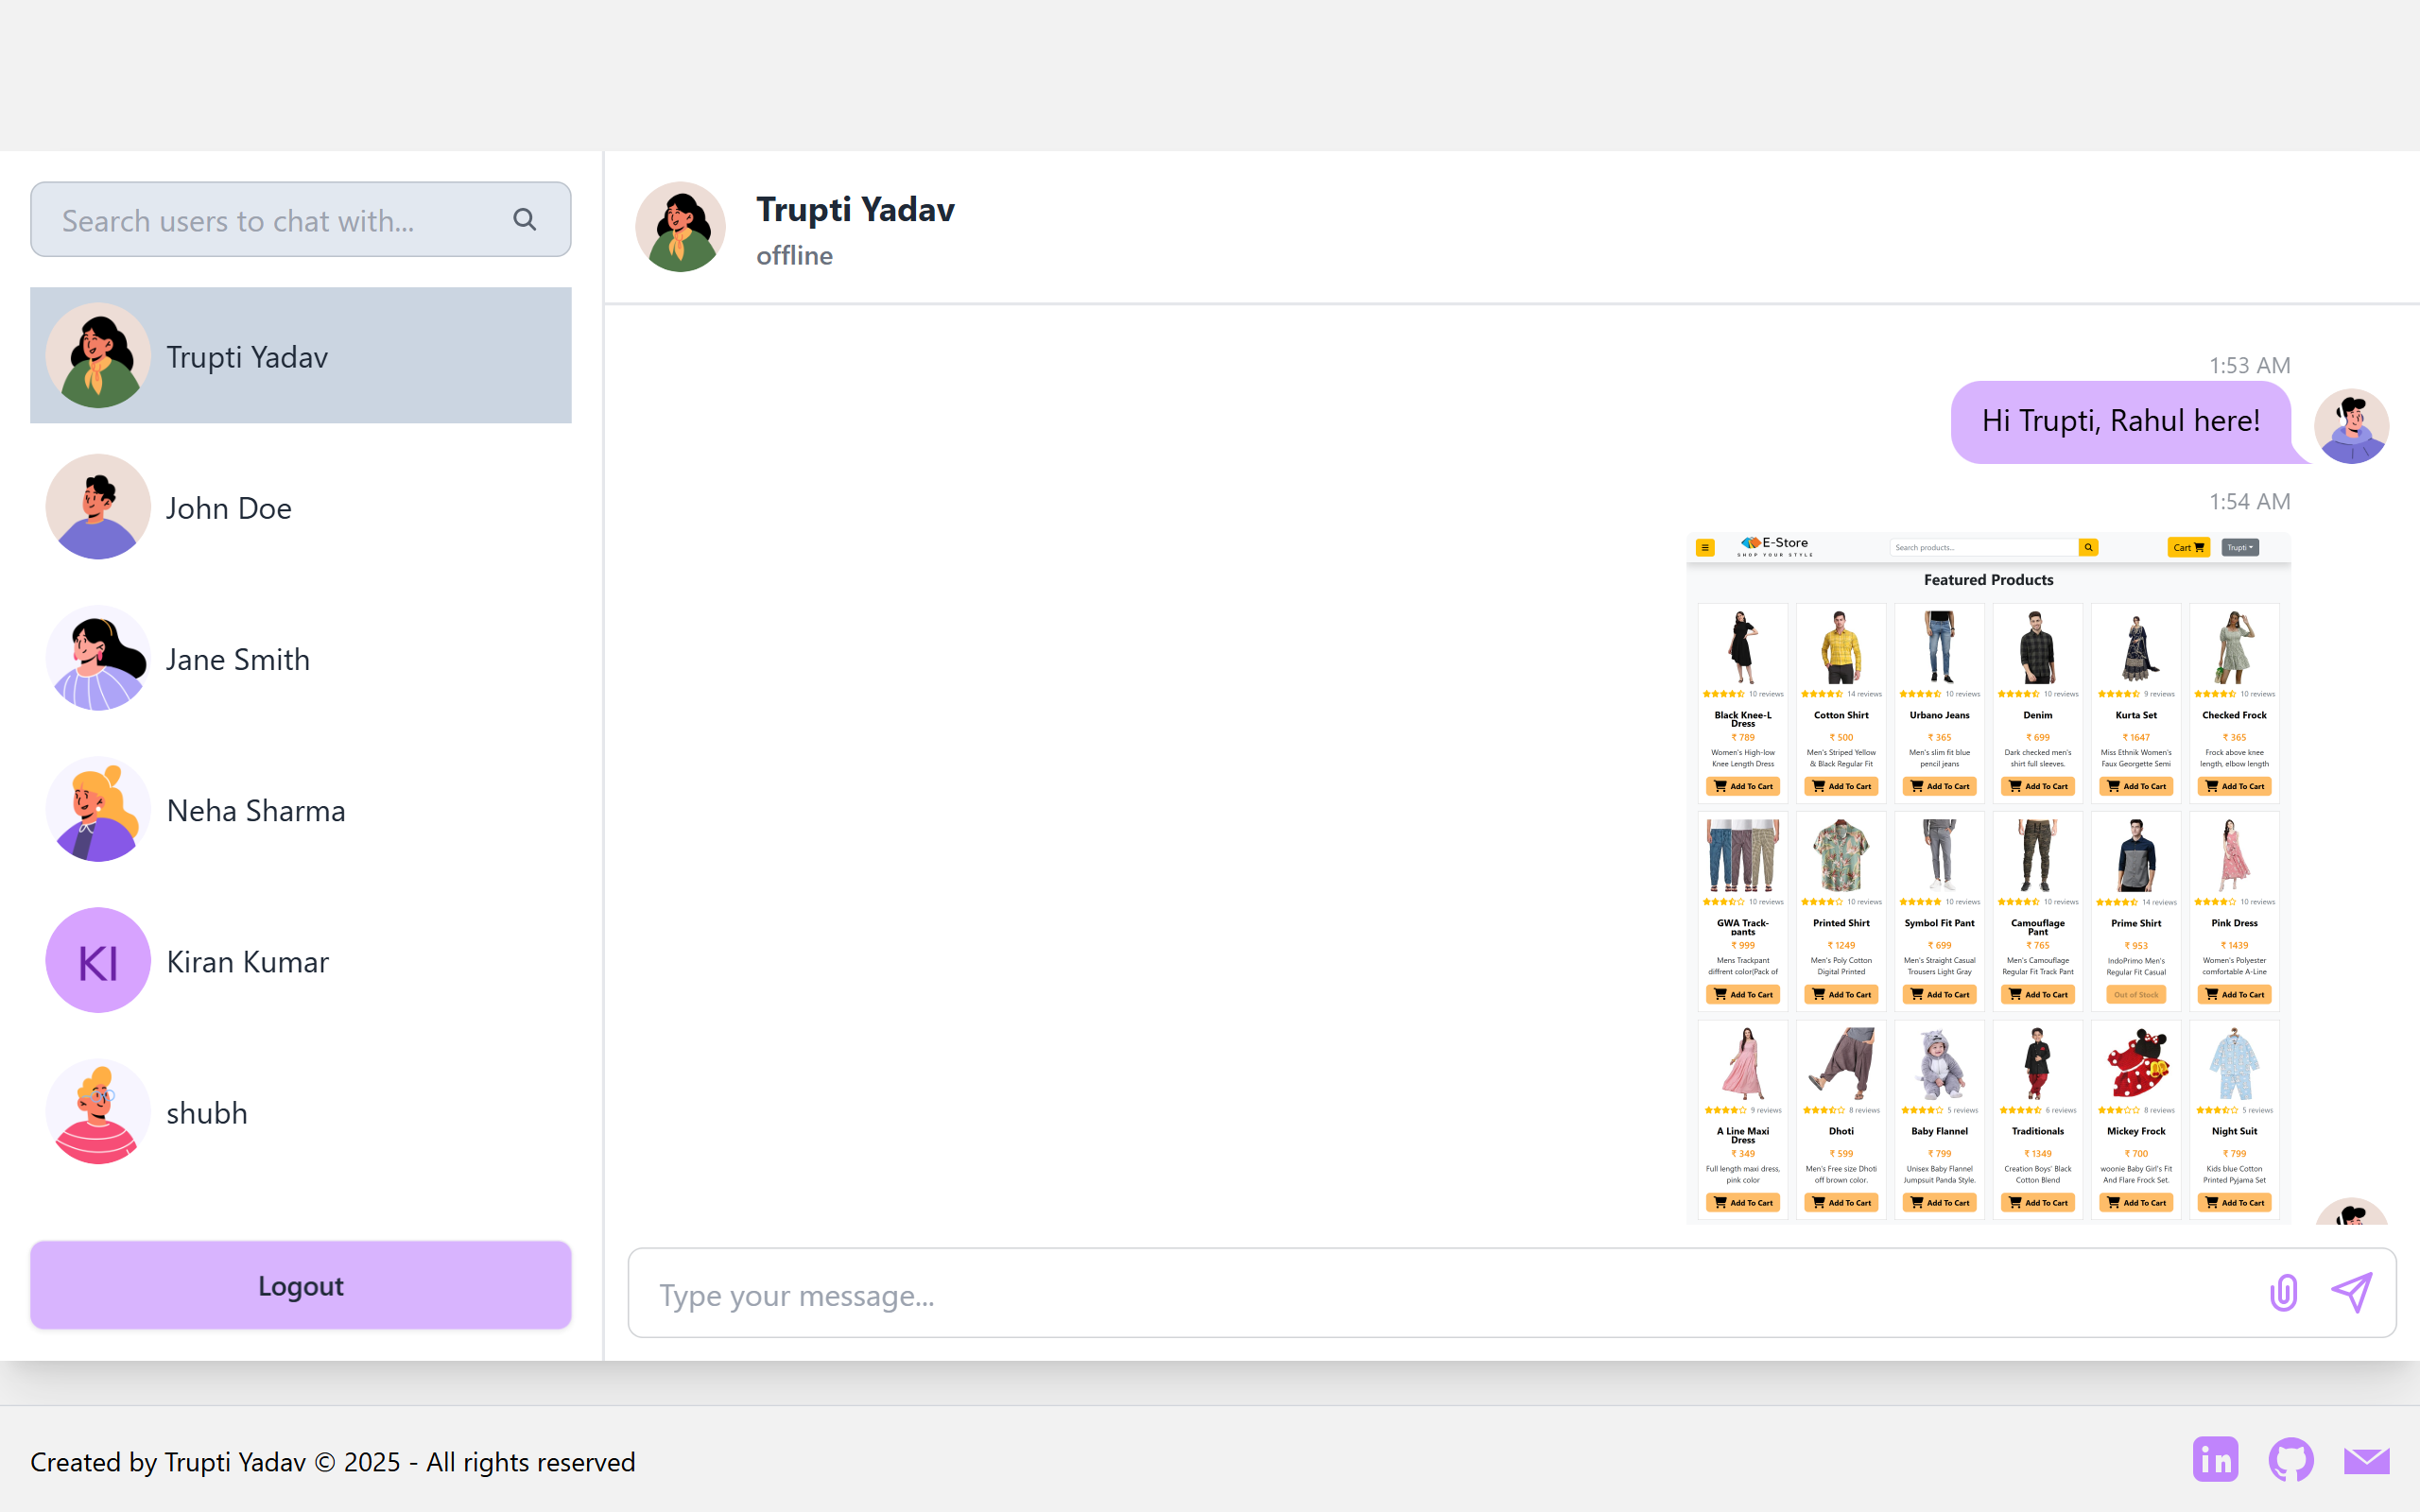 Search users to chat with...
Trupti Yadav
John Doe
Jane Smith
Neha Sharma
KI
Kiran Kumar
shubh
Logout
Trupti Yadav
offline
1:53 AM
Hi Trupti, Rahul here!
1:54 AM
E-Store
SHOP YOUR STYLE
Search products...
Cart
Trupti
Featured Products
10 reviews 14 reviews 10 reviews 10 reviews 9 reviews 10 reviews
Black Knee-L Cotton Shirt Urbano Jeans Denim Kurta Set Checked Frock
Dress
₹ 789 ₹ 500 ₹ 365 ₹ 699 ₹ 1647 ₹ 365
Women's High-low Men's Striped Yellow Men's slim fit blue Dark checked men's Miss Ethnik Women's Frock above knee
Knee Length Dress & Black Regular Fit pencil jeans shirt full sleeves. Faux Georgette Semi length, elbow length
Add To Cart Add To Cart Add To Cart Add To Cart Add To Cart Add To Cart
10 reviews 10 reviews 10 reviews 10 reviews 14 reviews 10 reviews
GWA Track- Printed Shirt Symbol Fit Pant Camouflage Prime Shirt Pink Dress
pants Pant
₹ 999 ₹ 1249 ₹ 699 ₹ 765 ₹ 953 ₹ 1439
Mens Trackpant Men's Poly Cotton Men's Straight Casual Men's Camouflage IndoPrimo Men's Women's Polyester
diffrent color(Pack of Digital Printed Trousers Light Gray Regular Fit Track Pant Regular Fit Casual comfortable A-Line
Add To Cart Add To Cart Add To Cart Add To Cart Out of Stock Add To Cart
9 reviews 8 reviews 5 reviews 6 reviews 8 reviews 5 reviews
A Line Maxi Dhoti Baby Flannel Traditionals Mickey Frock Night Suit
Dress
₹ 349 ₹ 599 ₹ 799 ₹ 1349 ₹ 700 ₹ 799
Full length maxi dress, Men's Free size Dhoti Unisex Baby Flannel Creation Boys' Black woonie Baby Girl's Fit Kids blue Cotton
pink color off brown color. Jumpsuit Panda Style. Cotton Blend And Flare Frock Set. Printed Pyjama Set
Add To Cart Add To Cart Add To Cart Add To Cart Add To Cart Add To Cart
Type your message...
Created by Trupti Yadav © 2025 - All rights reserved